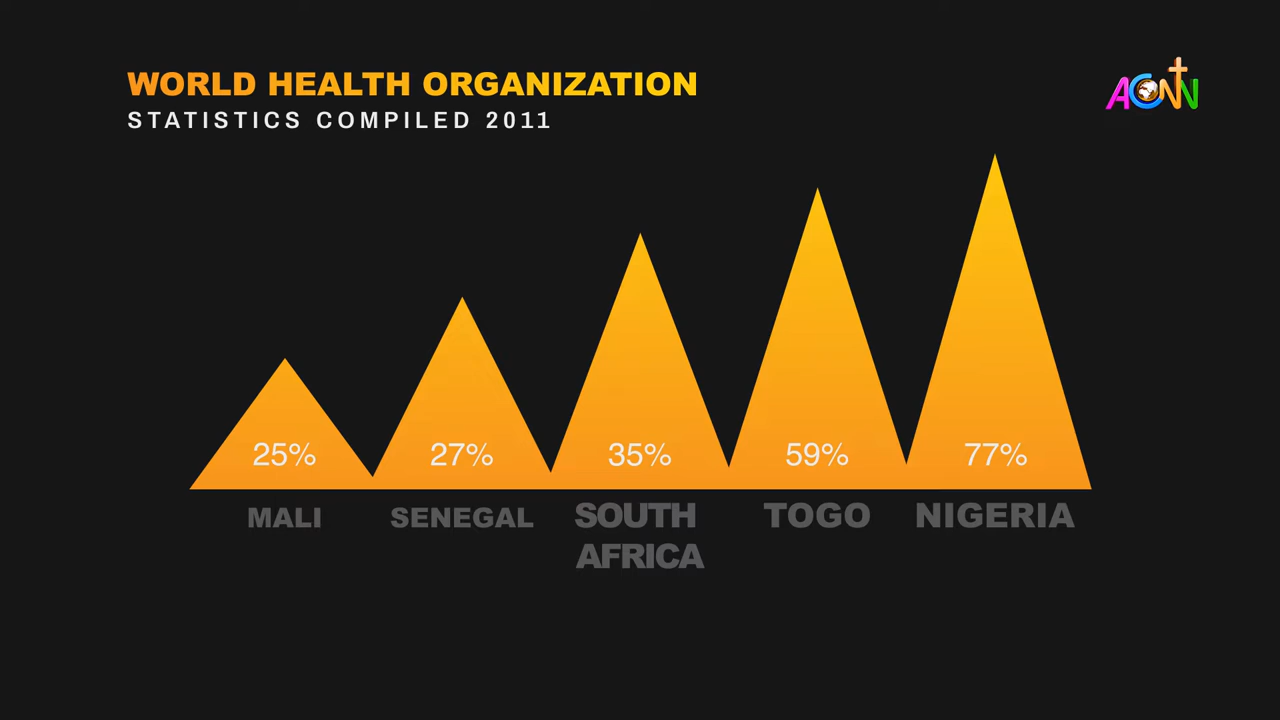 WORLD HEALTH ORGANIZATION
STATISTICS COMPILED 2011
ACNN
25%
27%
35%
59%
77%
MALI
SENEGAL
SOUTH
AFRICA
TOGO
NIGERIA